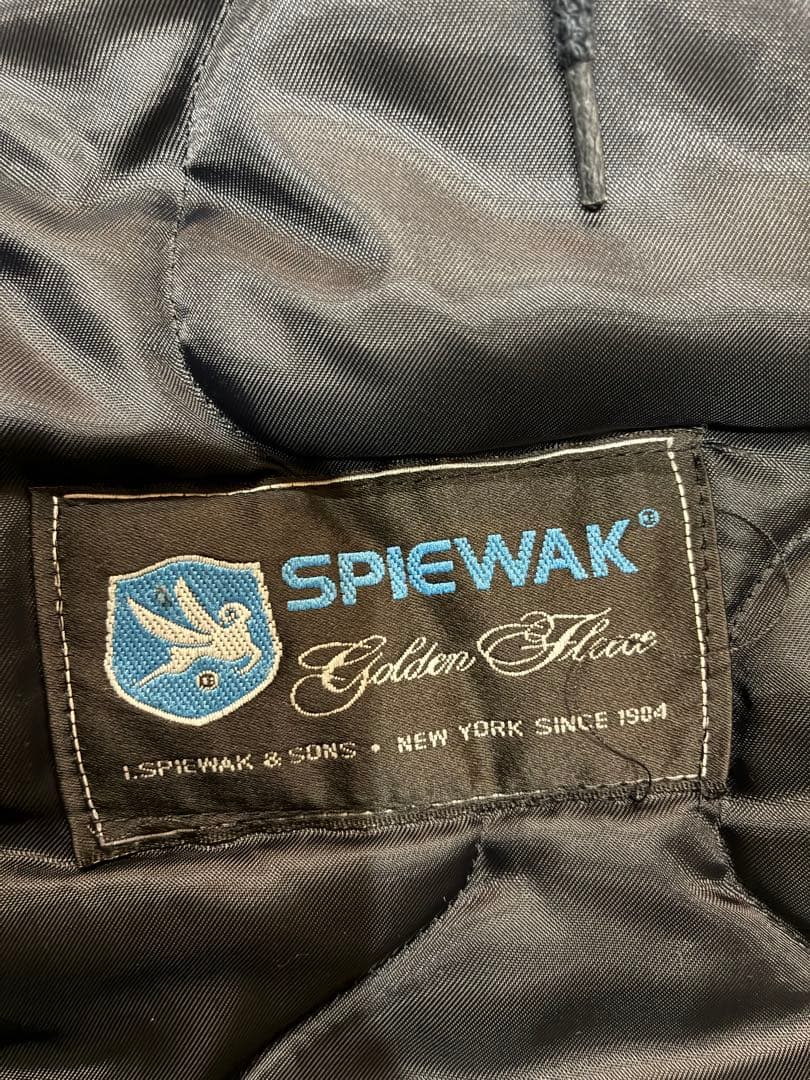 SPIEWAK®
Golden Fleece
I.SPIEWAK & SONS • NEW YORK SINCE 1904